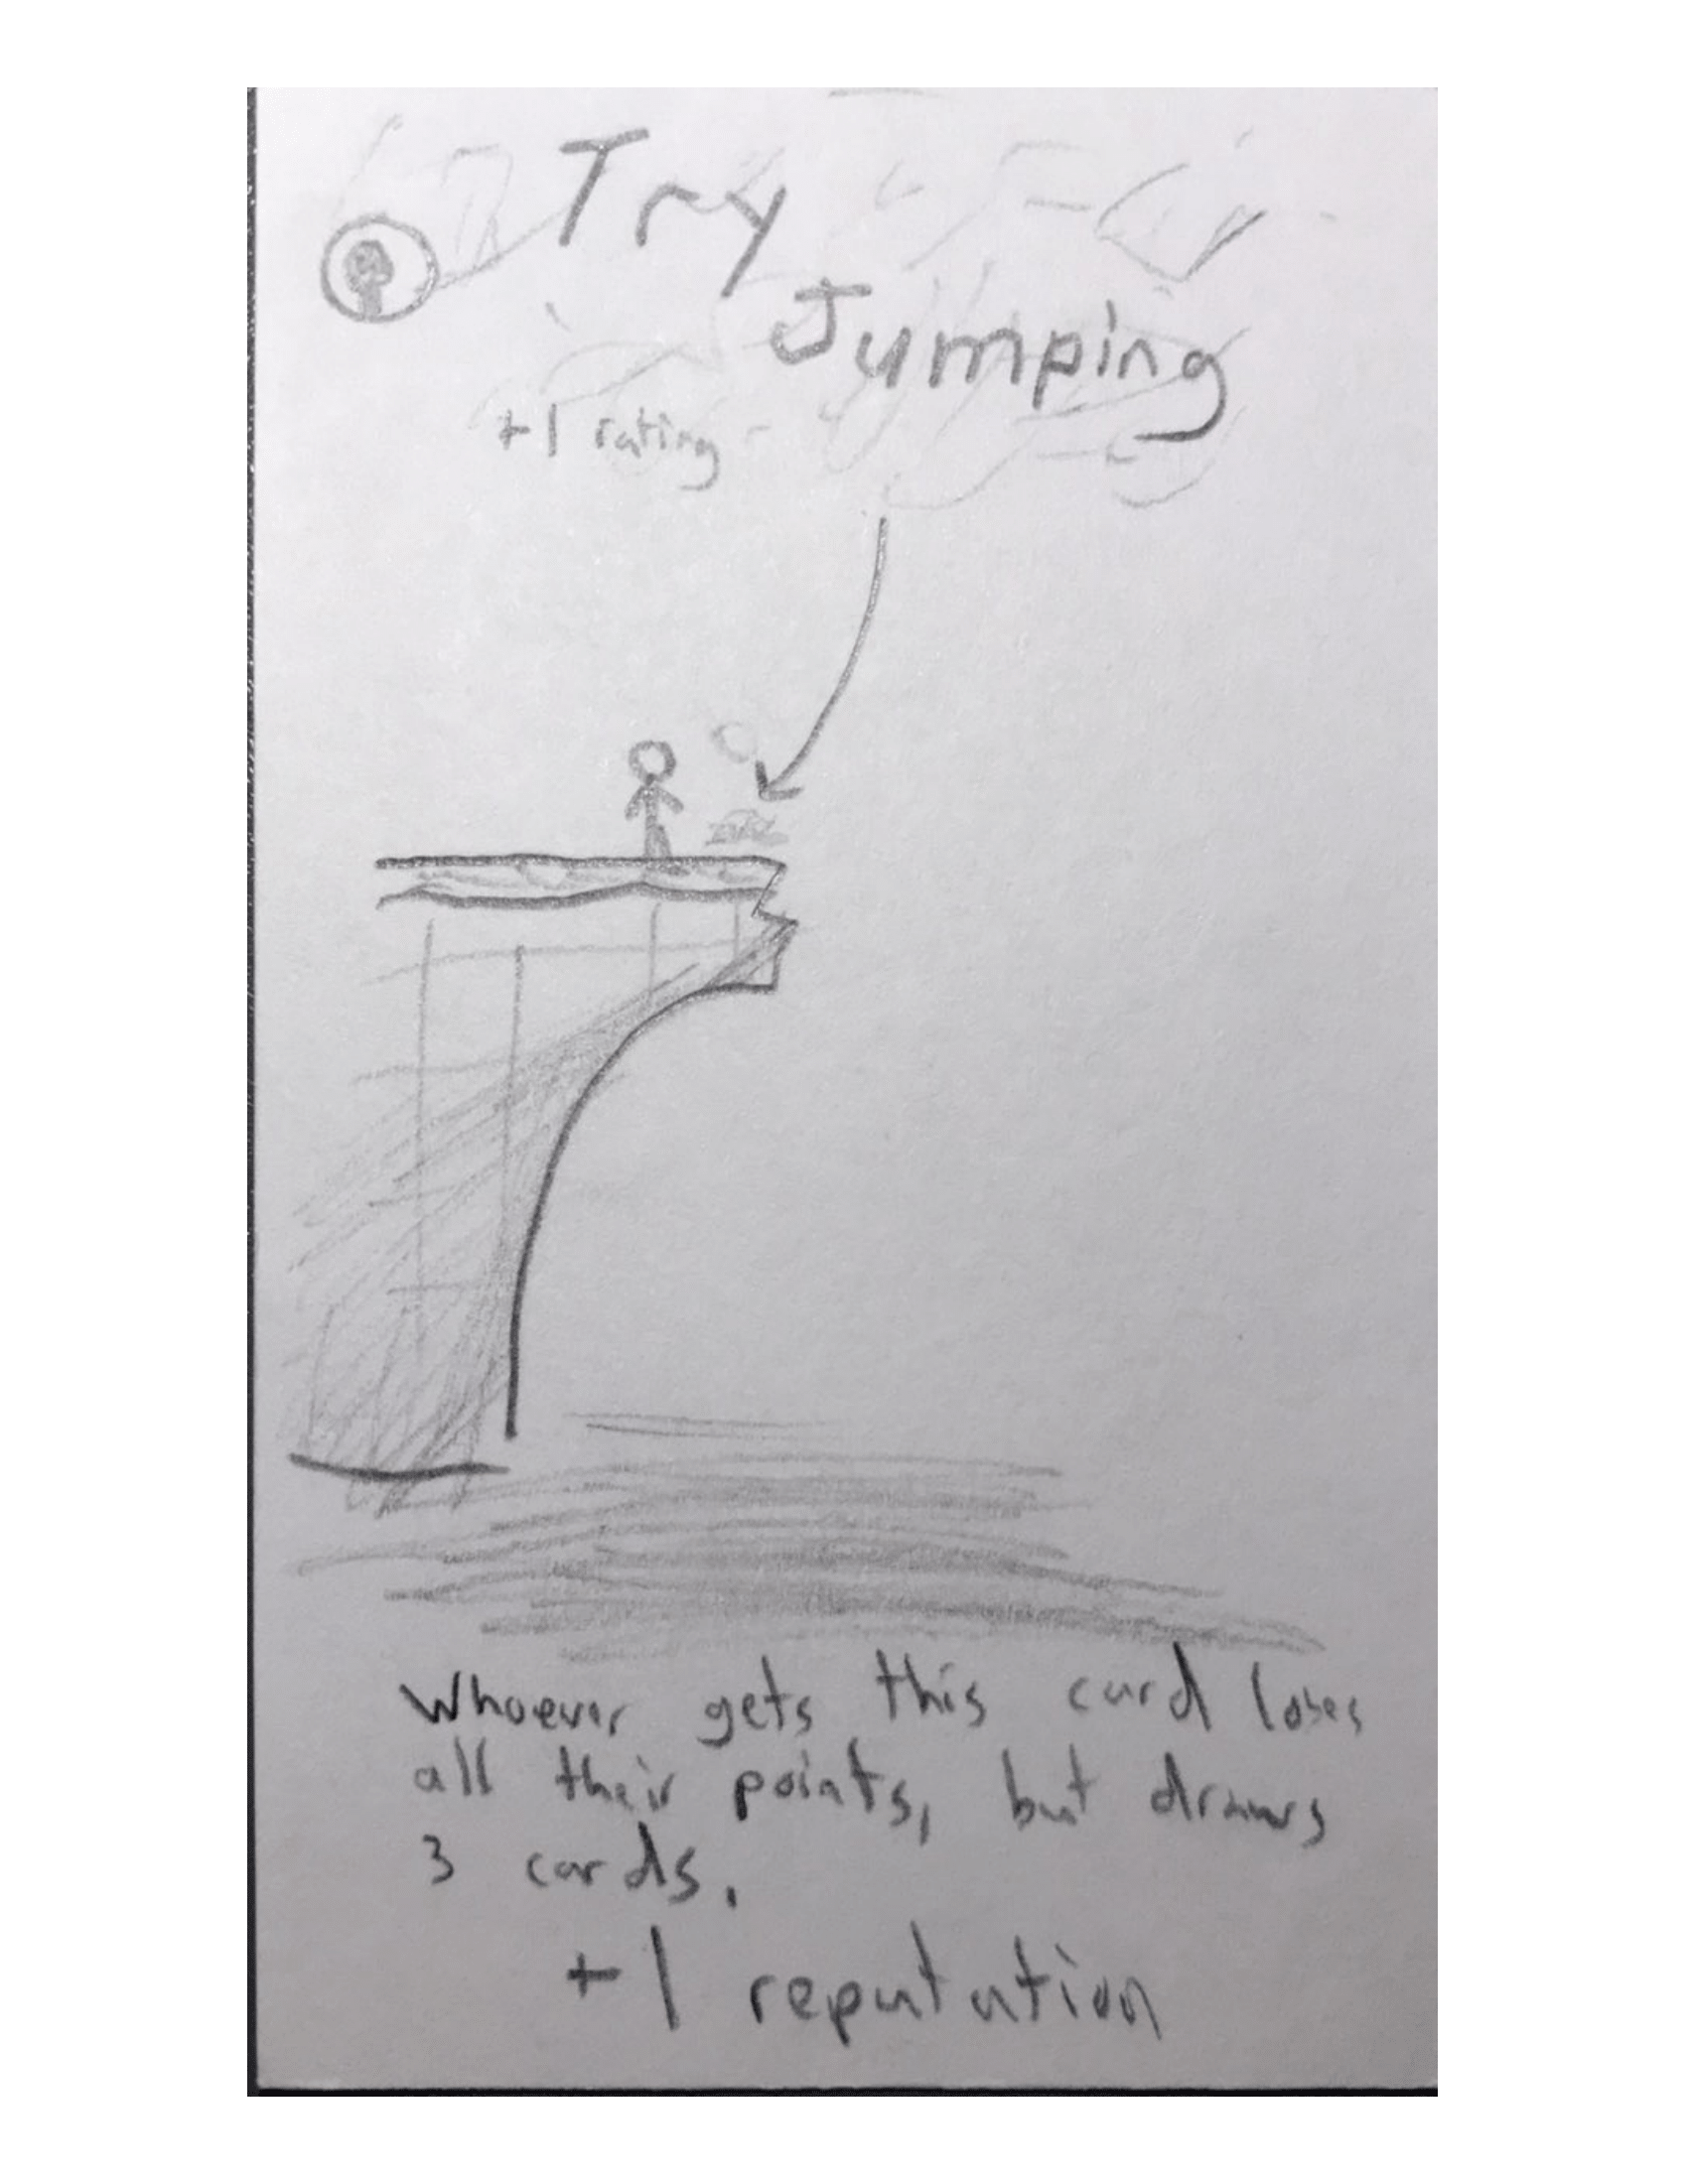 Try
Jumping
+1 rating
Whoever gets this card loses
all their points, but draws
3 cards.
+1 reputation